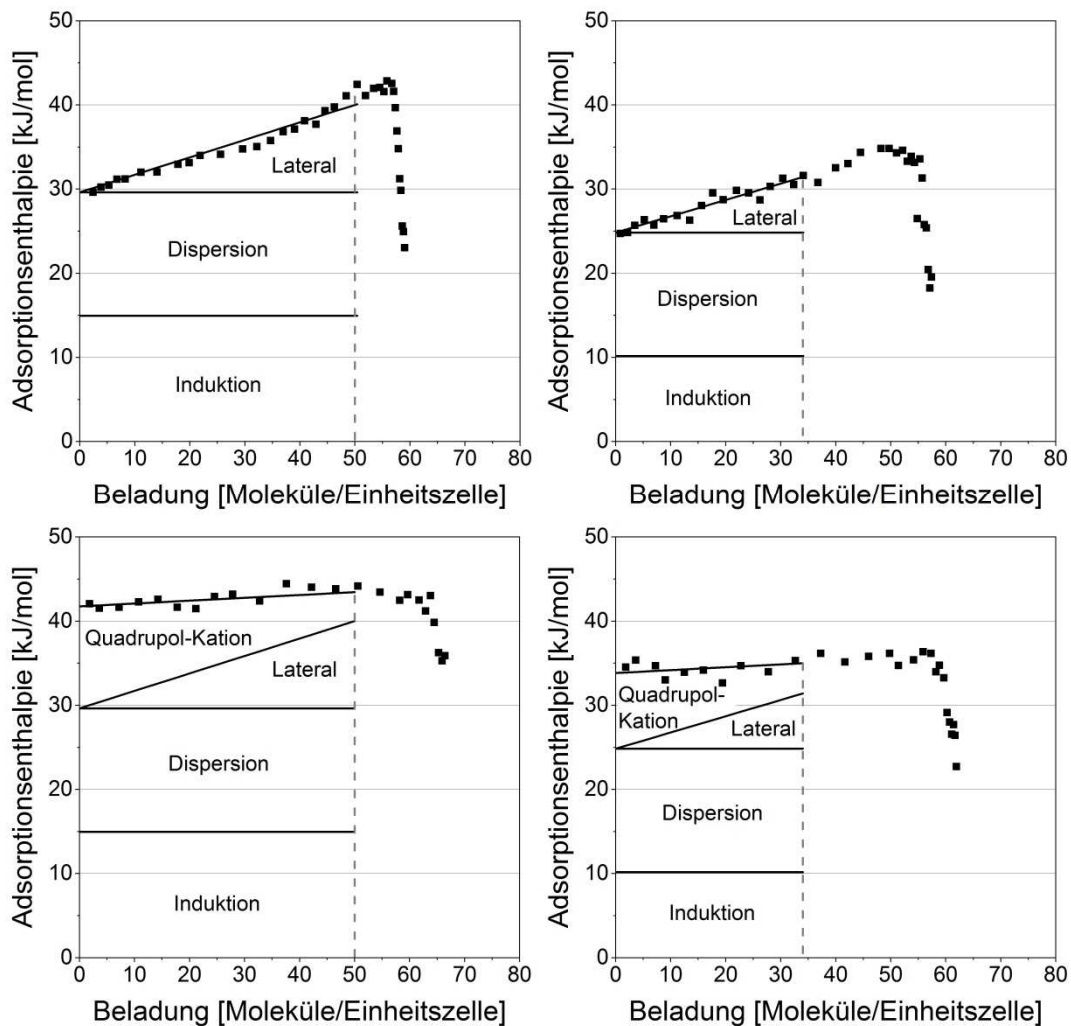 Adsorptionsenthalpie [kJ/mol]
50
40
30
20
10
0
Lateral
Dispersion
Induktion
0 10 20 30 40 50 60 70 80
Beladung [Moleküle/Einheitszelle]
Adsorptionsenthalpie [kJ/mol]
50
40
30
20
10
0
Lateral
Dispersion
Induktion
0 10 20 30 40 50 60 70 80
Beladung [Moleküle/Einheitszelle]
Adsorptionsenthalpie [kJ/mol]
50
40
30
20
10
0
Quadrupol-Kation
Lateral
Dispersion
Induktion
0 10 20 30 40 50 60 70 80
Beladung [Moleküle/Einheitszelle]
Adsorptionsenthalpie [kJ/mol]
50
40
30
20
10
0
Quadrupol-
Kation
Lateral
Dispersion
Induktion
0 10 20 30 40 50 60 70 80
Beladung [Moleküle/Einheitszelle]